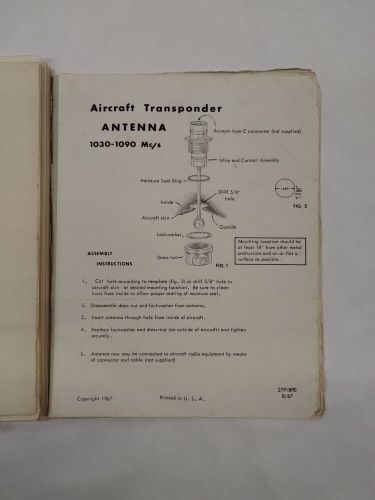 Aircraft Transponder
ANTENNA
1030-1090 Mc/s
Accepts type C connector (not supplied)
Whip and Contact Assembly
Moisture Seal Ring
Drill 5/8"
hole
Inside
FIG. 2
Aircraft skin
Outside
Lockwasher
Mounting location should be
at least 18" from other metal
protrusions and on as flat a
surface as possible.
Dress nut
FIG. 1
ASSEMBLY
INSTRUCTIONS
1. Cut hole according to template (Fig. 2) or drill 5/8" hole in
aircraft skin at desired mounting location. Be sure to clean
burrs from inside to allow proper seating of moisture seal.
2. Disassemble dress nut and lockwasher from antenna.
3. Insert antenna through hole from inside of aircraft.
4. Replace lockwasher and dress-nut (on outside of aircraft) and tighten
securely.
5. Antenna now may be connected to aircraft radio equipment by means
of connector and cable (not supplied)
Copyright 1967
Printed in U. S. A.
8/67